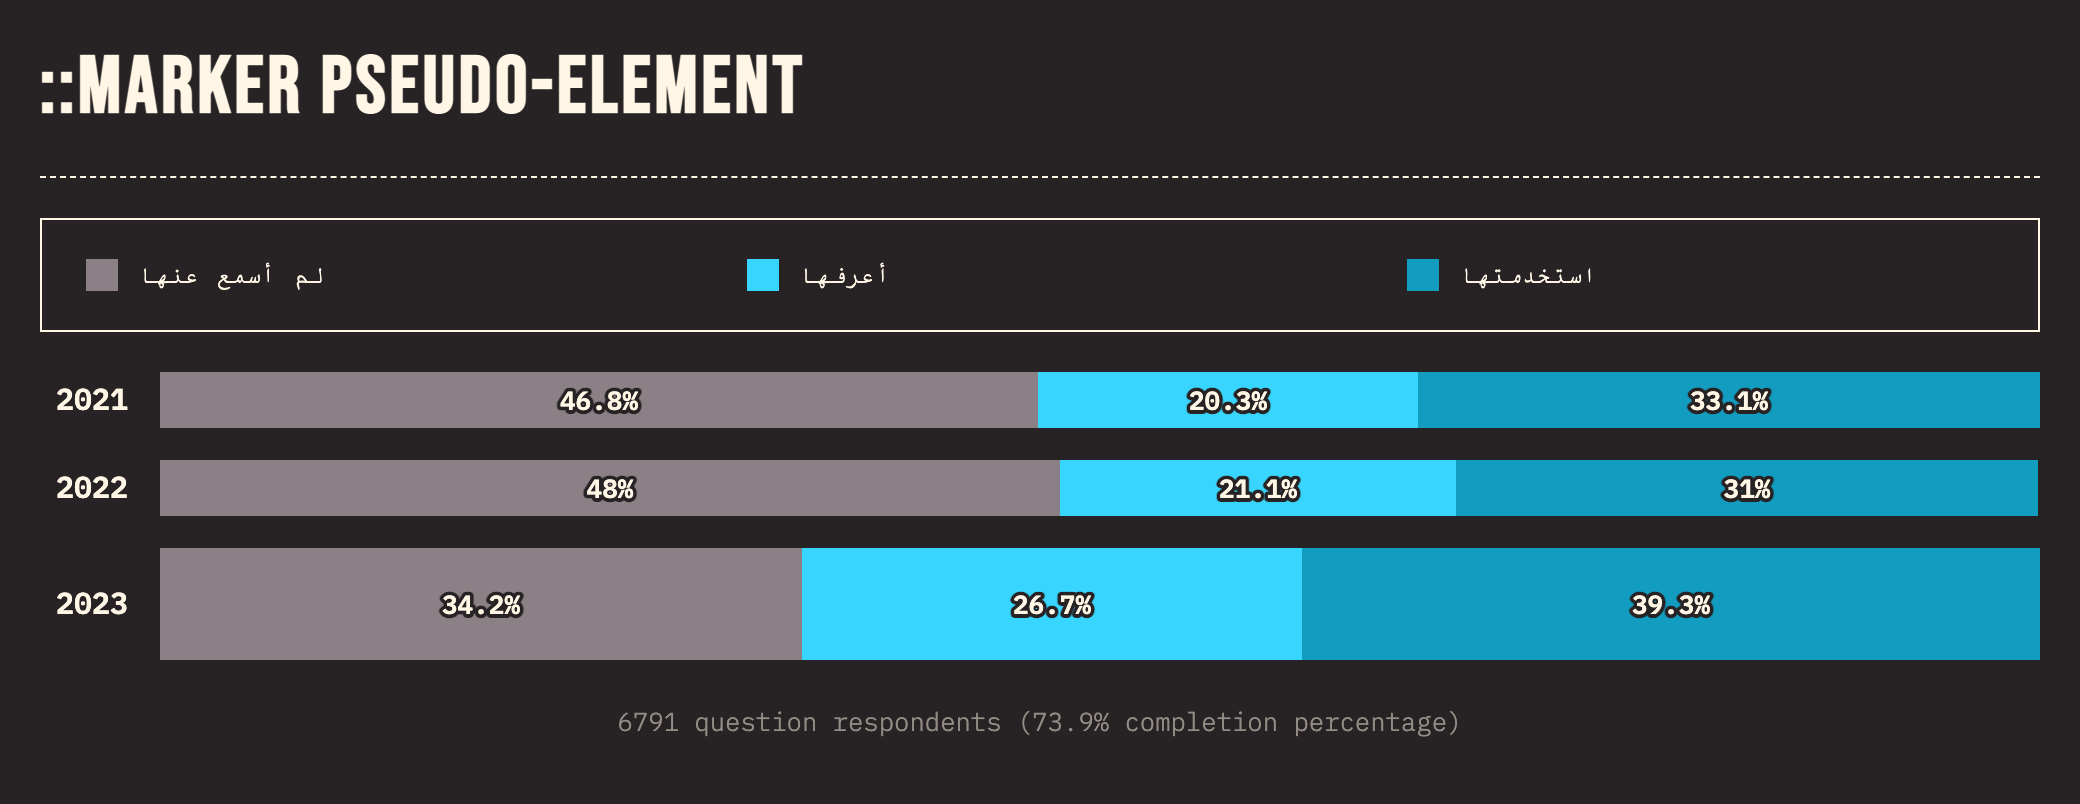 ::MARKER PSEUDO-ELEMENT
لم أسمع عنها
أعرفها
استخدمتها
2021 46.8% 20.3% 33.1%
2022 48% 21.1% 31%
2023 34.2% 26.7% 39.3%
6791 question respondents (73.9% completion percentage)